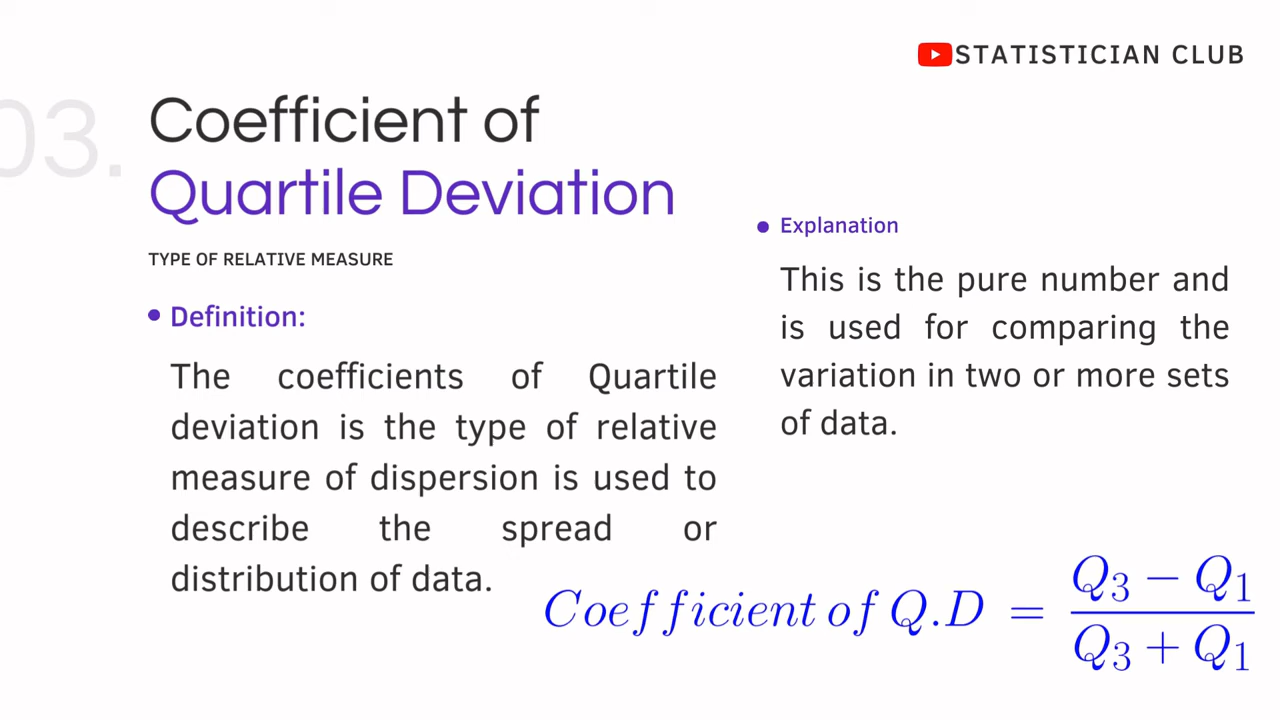 STATISTICIAN CLUB
03.
Coefficient of
Quartile Deviation
TYPE OF RELATIVE MEASURE
• Definition:
The coefficients of Quartile
deviation is the type of relative
measure of dispersion is used to
describe the spread or
distribution of data.
• Explanation
This is the pure number and
is used for comparing the
variation in two or more sets
of data.
Coefficient of Q.D = (Q₃ − Q₁) / (Q₃ + Q₁)